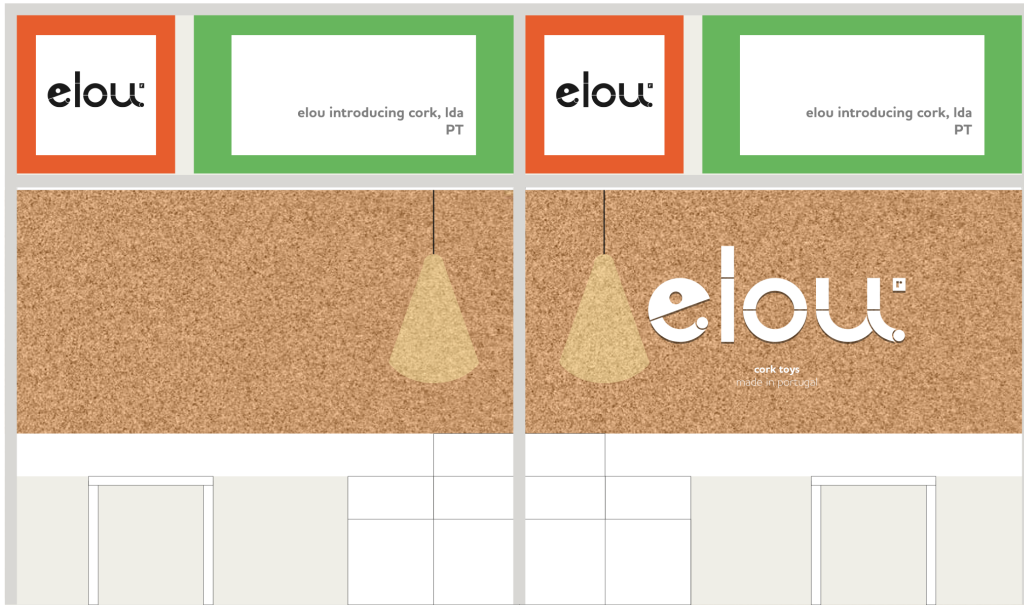 elou r
elou introducing cork, lda
PT
elou r
elou introducing cork, lda
PT
elou r
cork toys
made in portugal